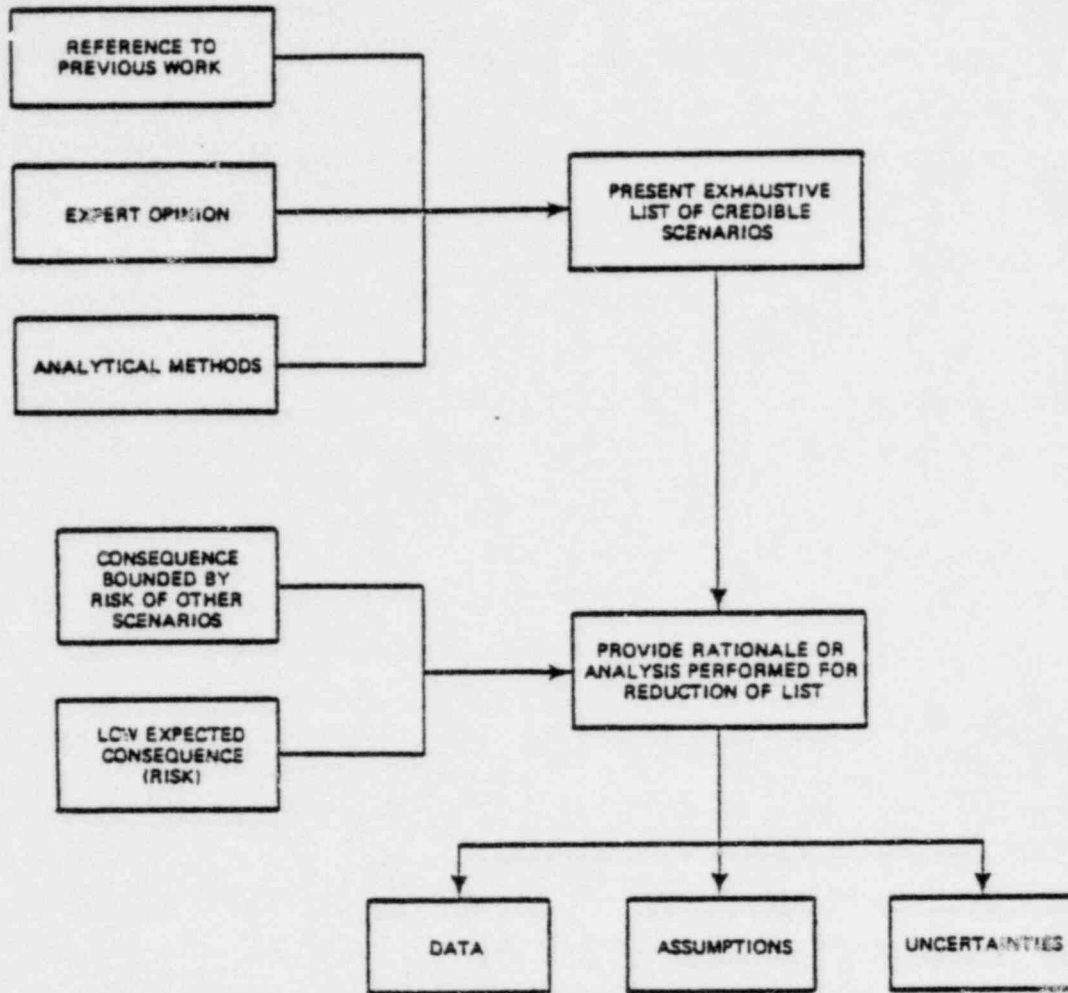 REFERENCE TO
PREVIOUS WORK
EXPERT OPINION
ANALYTICAL METHODS
PRESENT EXHAUSTIVE
LIST OF CREDIBLE
SCENARIOS
CONSEQUENCE
BOUNDED BY
RISK OF OTHER
SCENARIOS
LOW EXPECTED
CONSEQUENCE
(RISK)
PROVIDE RATIONALE OR
ANALYSIS PERFORMED FOR
REDUCTION OF LIST
DATA
ASSUMPTIONS
UNCERTAINTIES